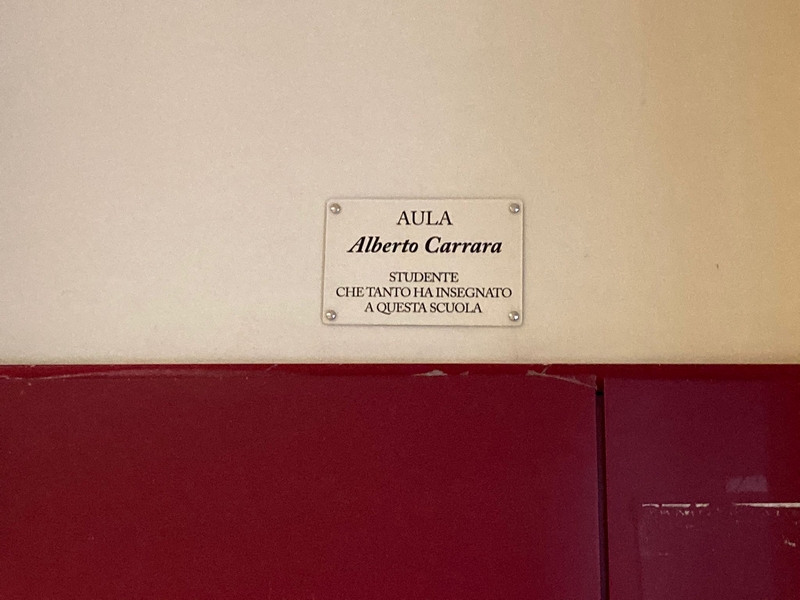 AULA
Alberto Carrara
STUDENTE
CHE TANTO HA INSEGNATO
A QUESTA SCUOLA